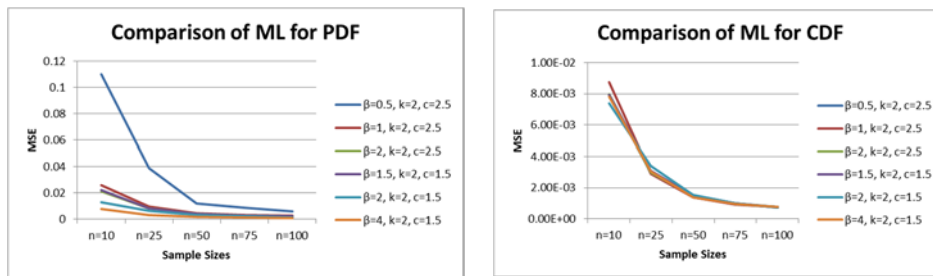 Comparison of ML for PDF
0.12
0.1
0.08
0.06
0.04
0.02
0
MSE
n=10 n=25 n=50 n=75 n=100
Sample Sizes
β=0.5, k=2, c=2.5
β=1, k=2, c=2.5
β=2, k=2, c=2.5
β=1.5, k=2, c=1.5
β=2, k=2, c=1.5
β=4, k=2, c=1.5
Comparison of ML for CDF
1.00E-02
8.00E-03
6.00E-03
4.00E-03
2.00E-03
0.00E+00
MSE
n=10 n=25 n=50 n=75 n=100
Sample Sizes
β=0.5, k=2, c=2.5
β=1, k=2, c=2.5
β=2, k=2, c=2.5
β=1.5, k=2, c=1.5
β=2, k=2, c=1.5
β=4, k=2, c=1.5